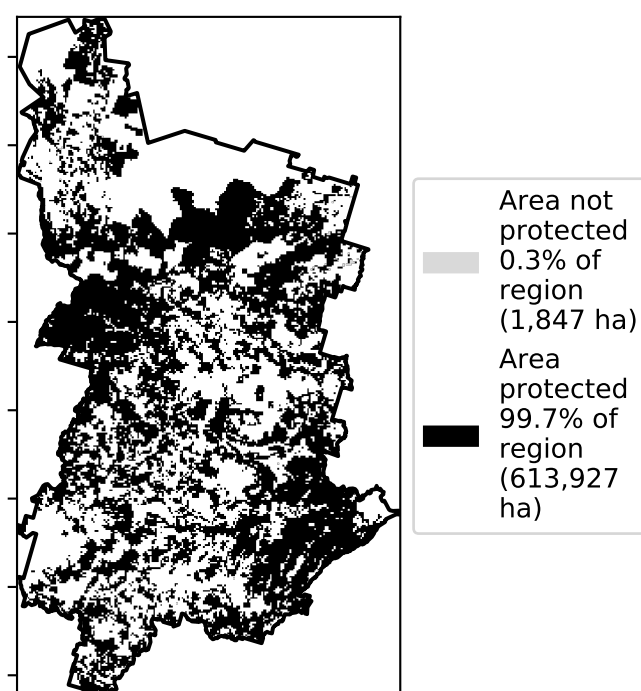 Area not
protected
0.3% of
region
(1,847 ha)
Area
protected
99.7% of
region
(613,927
ha)